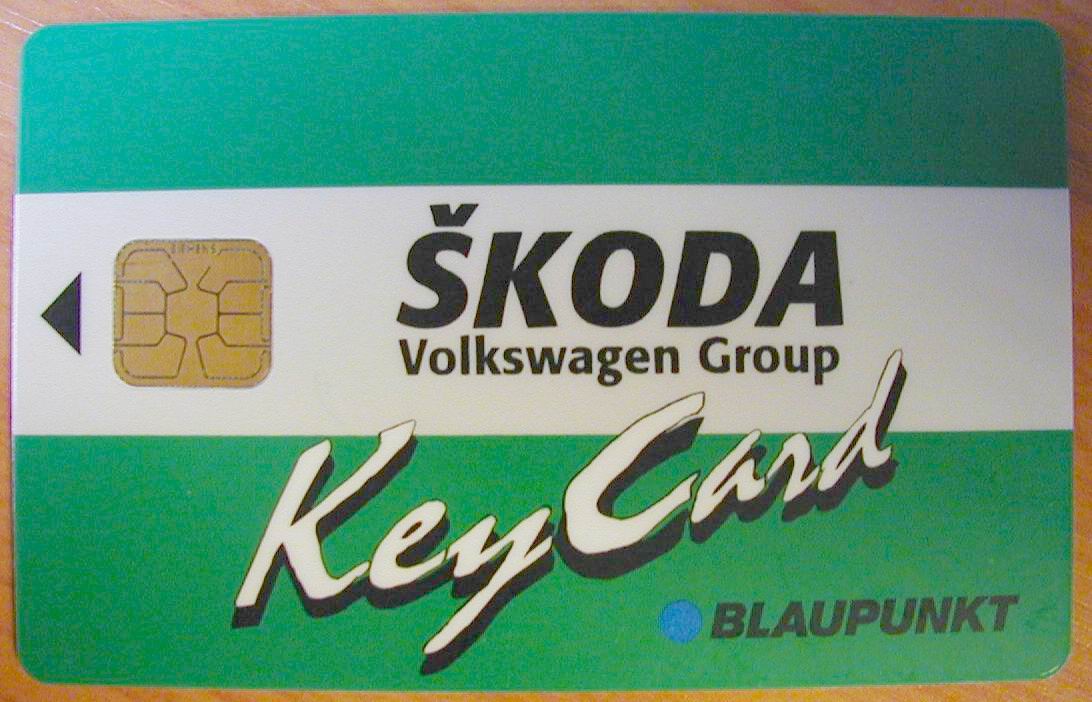 ŠKODA
Volkswagen Group
KeyCard
BLAUPUNKT